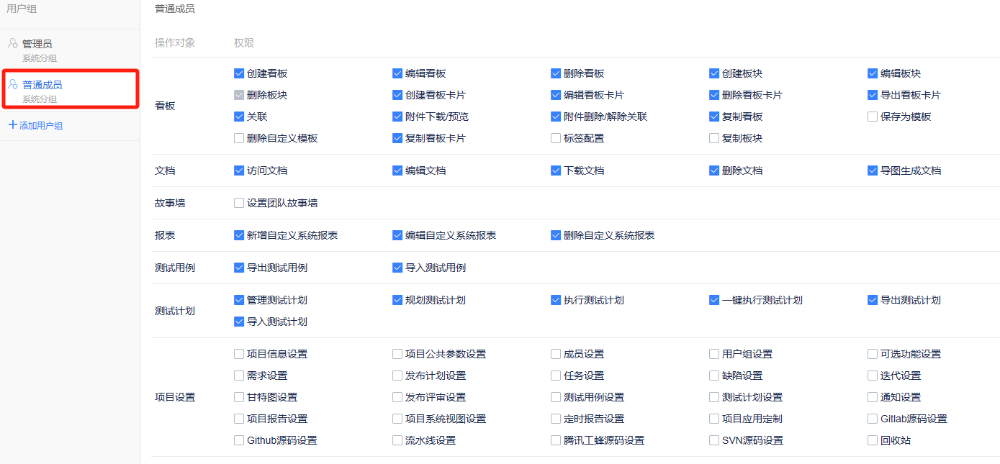 用户组
管理员
系统分组
普通成员
系统分组
添加用户组
普通成员
操作对象 权限
看板
创建看板 编辑看板 删除看板 创建板块 编辑板块
删除板块 创建看板卡片 编辑看板卡片 删除看板卡片 导出看板卡片
关联 附件下载/预览 附件删除/解除关联 复制看板 保存为模板
删除自定义模板 复制看板卡片 标签配置 复制板块
文档 访问文档 编辑文档 下载文档 删除文档 导图生成文档
故事墙 设置团队故事墙
报表 新增自定义系统报表 编辑自定义系统报表 删除自定义系统报表
测试用例 导出测试用例 导入测试用例
测试计划
管理测试计划 规划测试计划 执行测试计划 一键执行测试计划 导出测试计划
导入测试计划
项目设置
项目信息设置 项目公共参数设置 成员设置 用户组设置 可选功能设置
需求设置 发布计划设置 任务设置 缺陷设置 迭代设置
甘特图设置 发布评审设置 测试用例设置 测试计划设置 通知设置
项目报告设置 项目系统视图设置 定时报告设置 项目应用定制 Gitlab源码设置
Github源码设置 流水线设置 腾讯工蜂源码设置 SVN源码设置 回收站